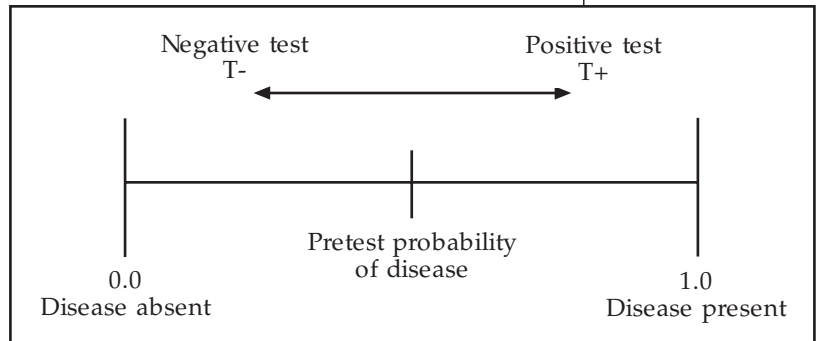 Negative test
T-
Positive test
T+
Pretest probability
of disease
0.0
Disease absent
1.0
Disease present